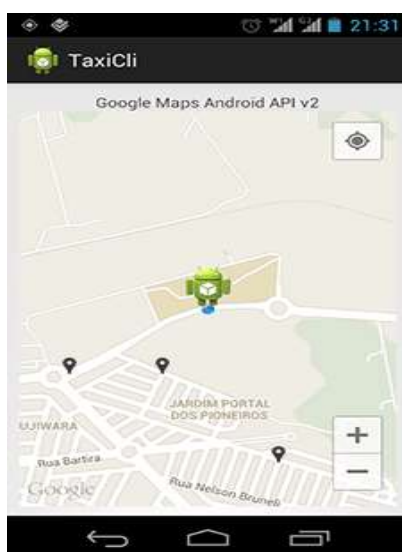 21:31
TaxiCli
Google Maps Android API v2
JARDIM PORTAL
DOS PIONEIROS
UJIWARA
Rua Bartira
Google
Rua Nelson Bruneli
+
−